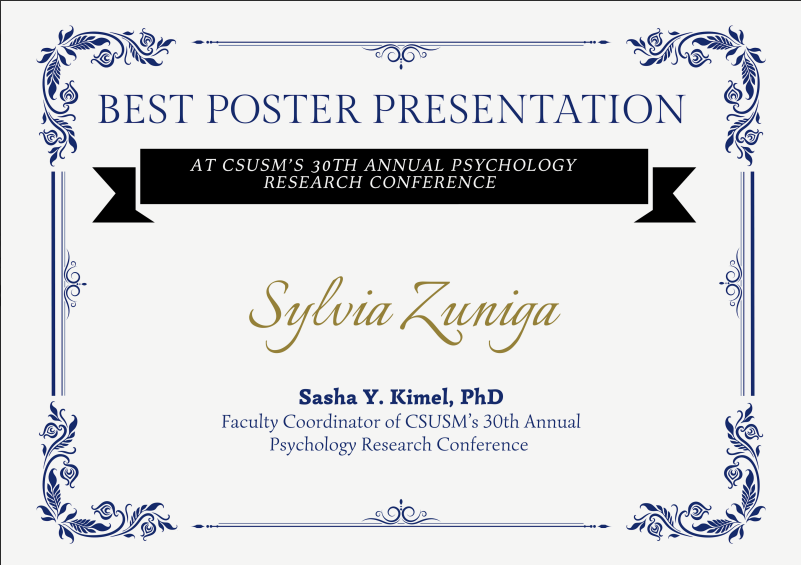 BEST POSTER PRESENTATION
AT CSUSM'S 30TH ANNUAL PSYCHOLOGY
RESEARCH CONFERENCE
Sylvia Zuniga
Sasha Y. Kimel, PhD
Faculty Coordinator of CSUSM's 30th Annual
Psychology Research Conference